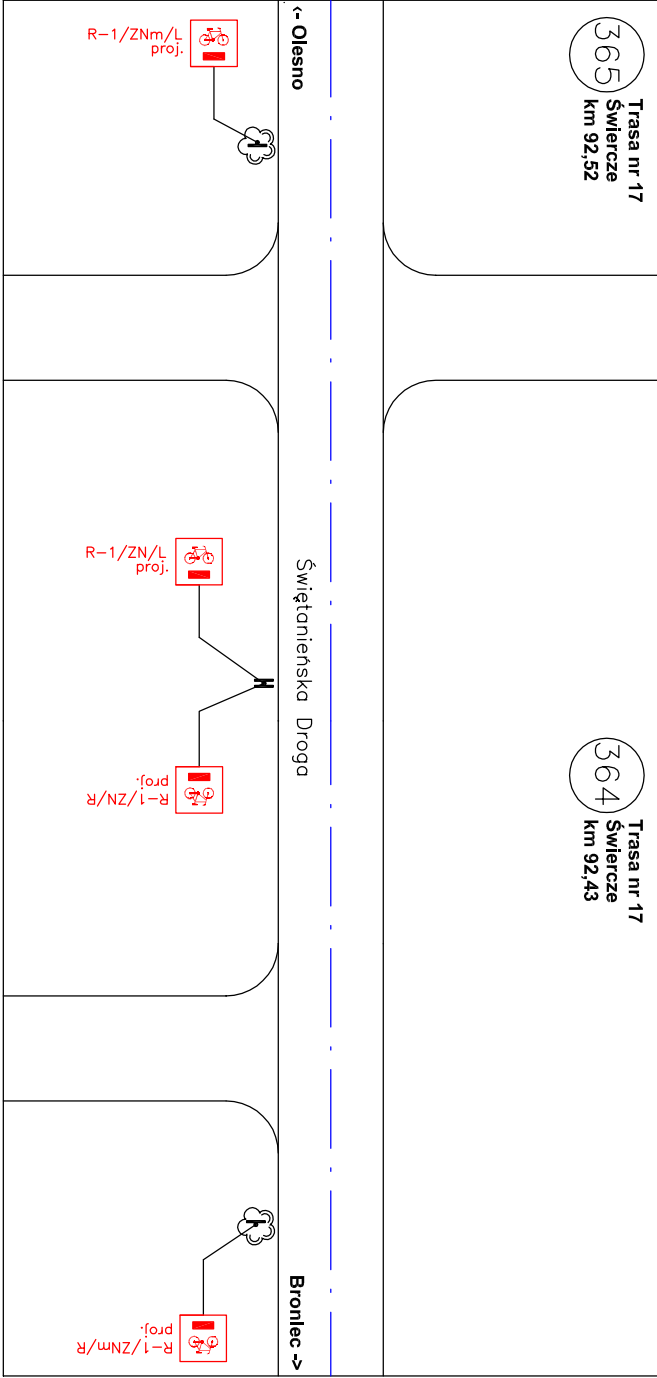 365
Trasa nr 17
Świercze
km 92,52
364
Trasa nr 17
Świercze
km 92,43
<- Olesno
Świętanieńska Droga
Bronlec ->
R-1/ZNm/L
proj.
R-1/ZN/L
proj.
R-1/ZN/R
proj.
R-1/ZNm/R
proj.